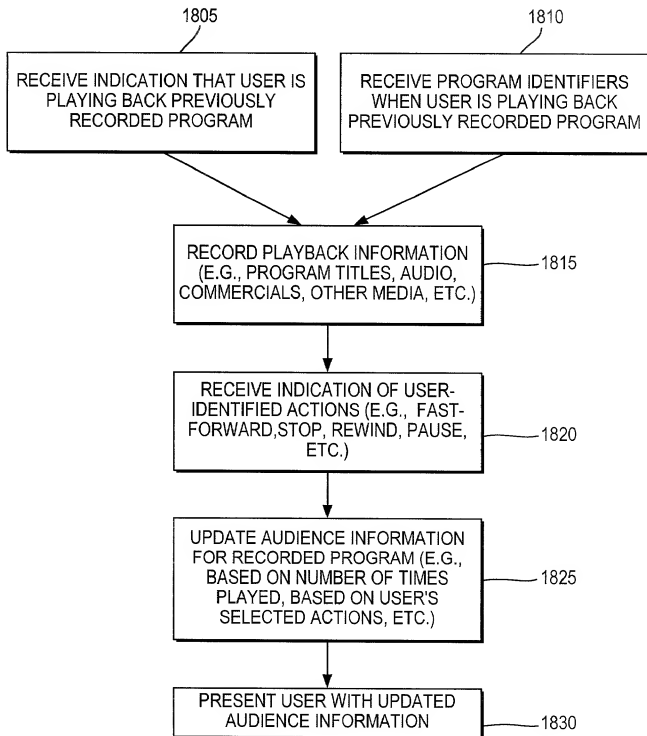 1805
1810
RECEIVE INDICATION THAT USER IS
PLAYING BACK PREVIOUSLY
RECORDED PROGRAM
RECEIVE PROGRAM IDENTIFIERS
WHEN USER IS PLAYING BACK
PREVIOUSLY RECORDED PROGRAM
RECORD PLAYBACK INFORMATION
(E.G., PROGRAM TITLES, AUDIO,
COMMERCIALS, OTHER MEDIA, ETC.)
1815
RECEIVE INDICATION OF USER-
IDENTIFIED ACTIONS (E.G., FAST-
FORWARD,STOP, REWIND, PAUSE,
ETC.)
1820
UPDATE AUDIENCE INFORMATION
FOR RECORDED PROGRAM (E.G.,
BASED ON NUMBER OF TIMES
PLAYED, BASED ON USER'S
SELECTED ACTIONS, ETC.)
1825
PRESENT USER WITH UPDATED
AUDIENCE INFORMATION
1830